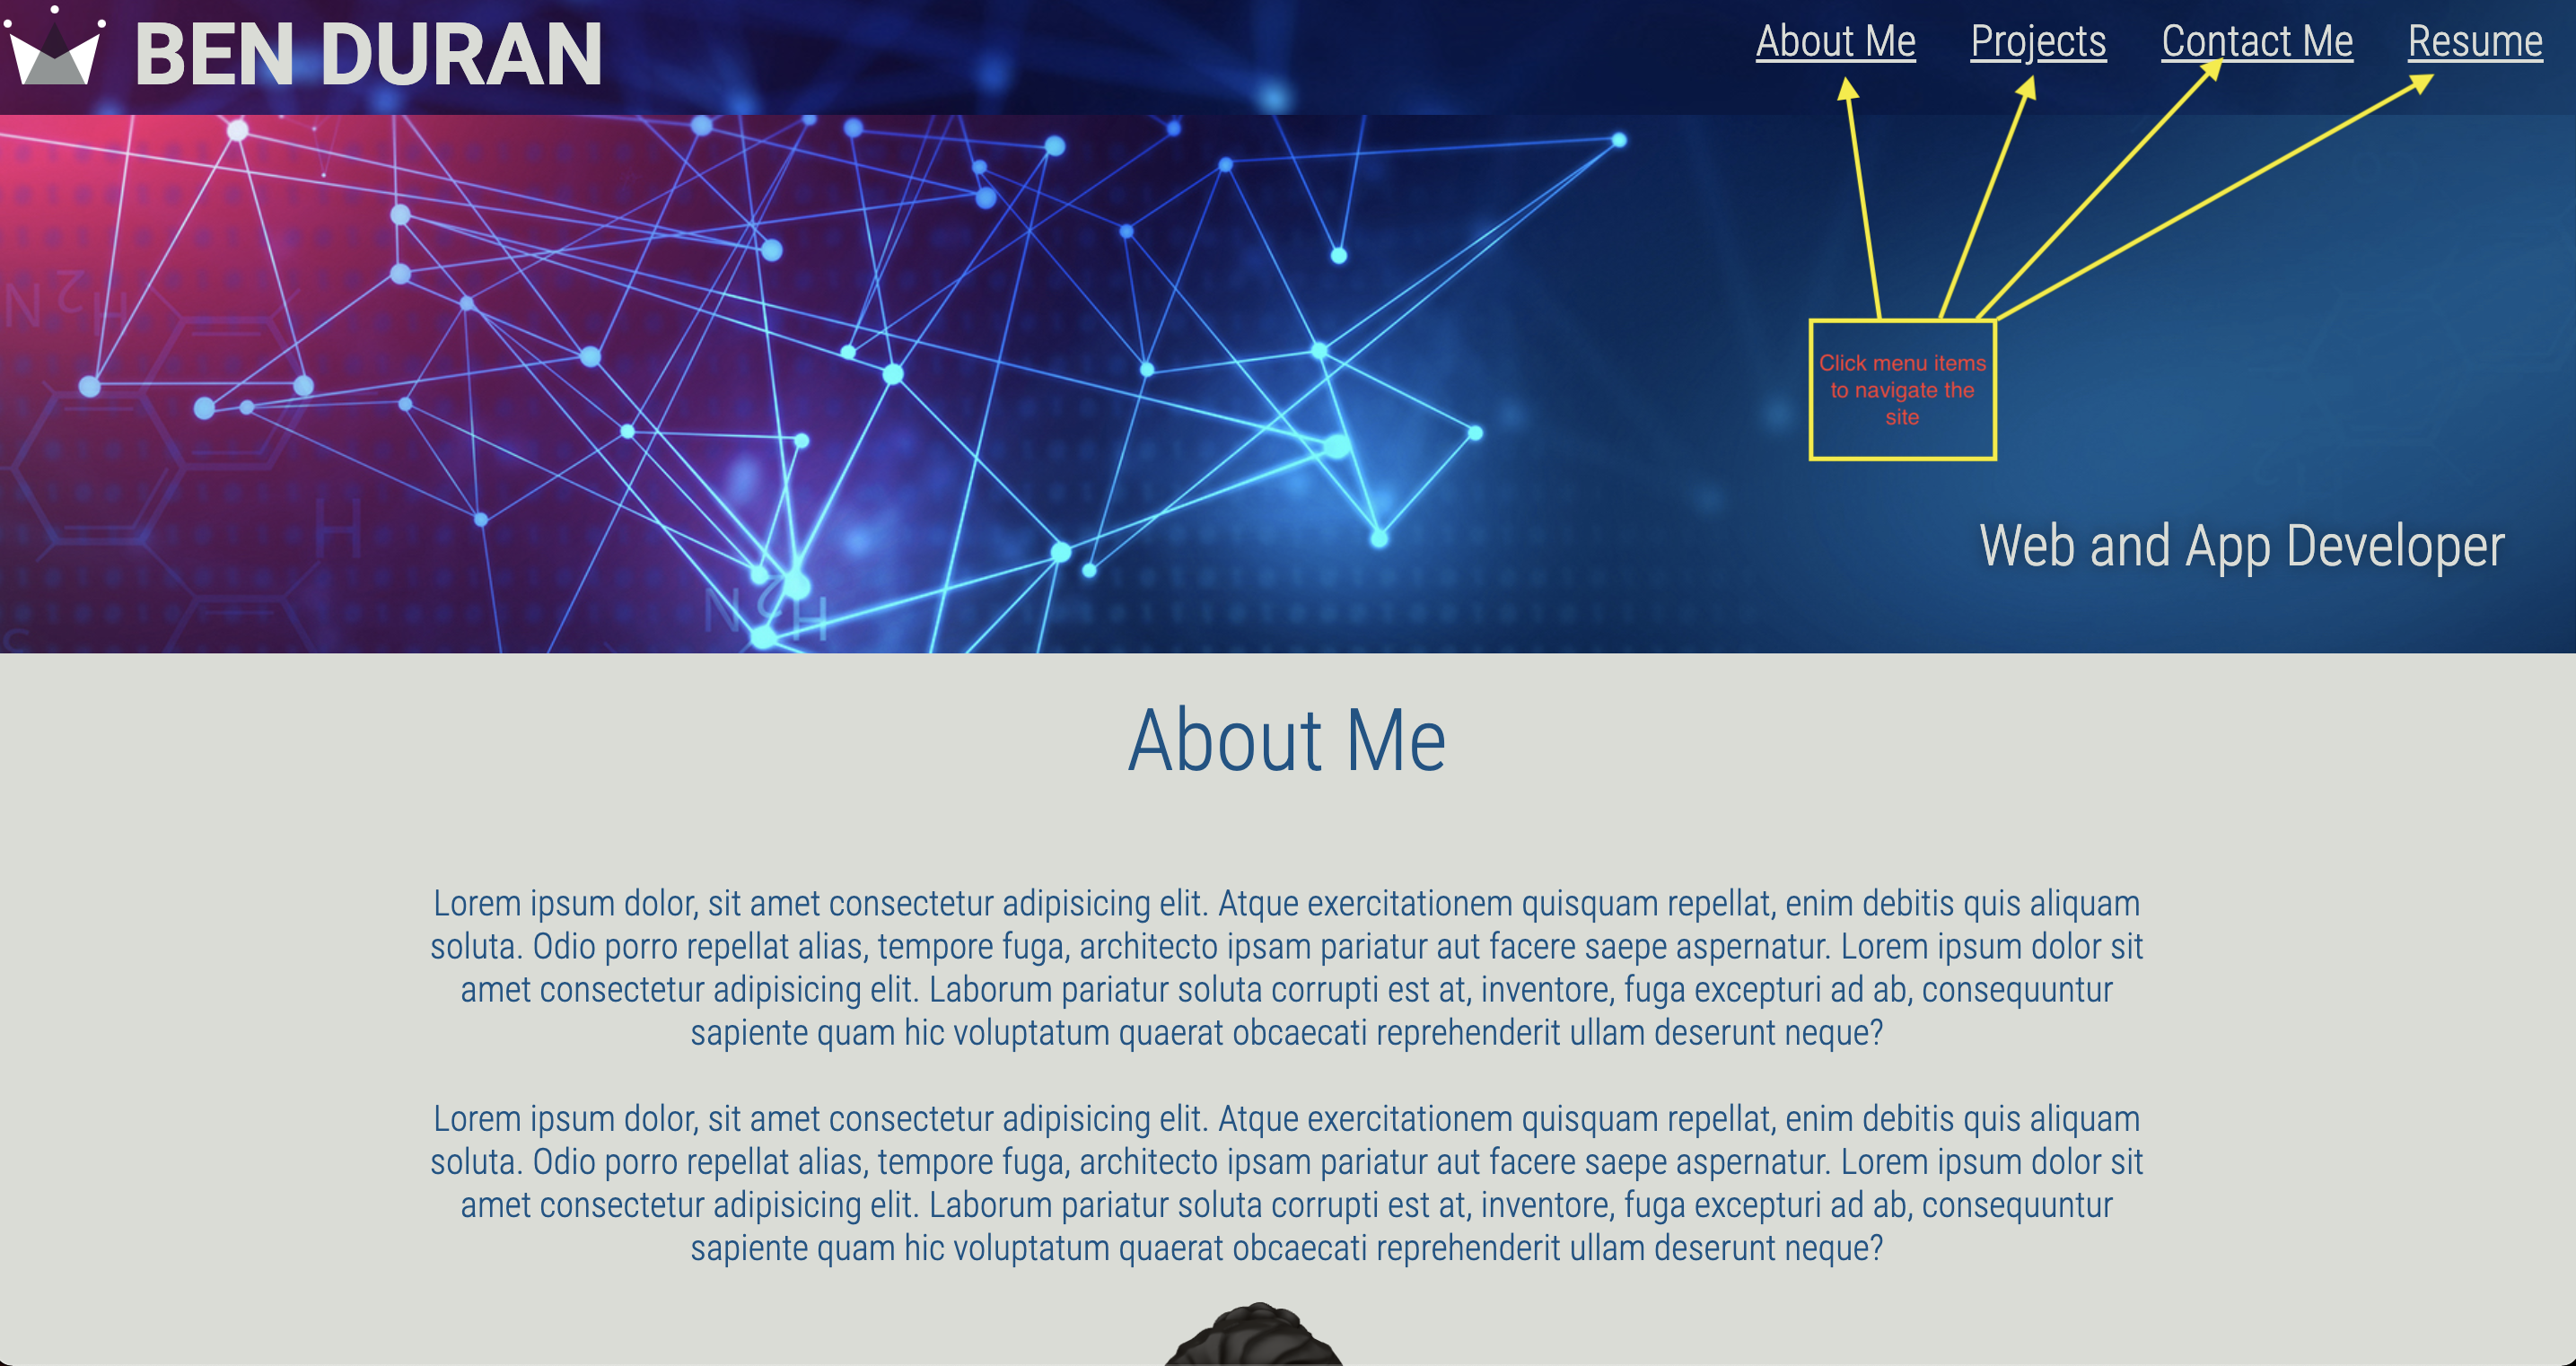 BEN DURAN
About Me
Projects
Contact Me
Resume
N
2
H
H
Click menu items
to navigate the
site
Web and App Developer
N
2
H
About Me
Lorem ipsum dolor, sit amet consectetur adipisicing elit. Atque exercitationem quisquam repellat, enim debitis quis aliquam
soluta. Odio porro repellat alias, tempore fuga, architecto ipsam pariatur aut facere saepe aspernatur. Lorem ipsum dolor sit
amet consectetur adipisicing elit. Laborum pariatur soluta corrupti est at, inventore, fuga excepturi ad ab, consequuntur
sapiente quam hic voluptatum quaerat obcaecati reprehenderit ullam deserunt neque?
Lorem ipsum dolor, sit amet consectetur adipisicing elit. Atque exercitationem quisquam repellat, enim debitis quis aliquam
soluta. Odio porro repellat alias, tempore fuga, architecto ipsam pariatur aut facere saepe aspernatur. Lorem ipsum dolor sit
amet consectetur adipisicing elit. Laborum pariatur soluta corrupti est at, inventore, fuga excepturi ad ab, consequuntur
sapiente quam hic voluptatum quaerat obcaecati reprehenderit ullam deserunt neque?